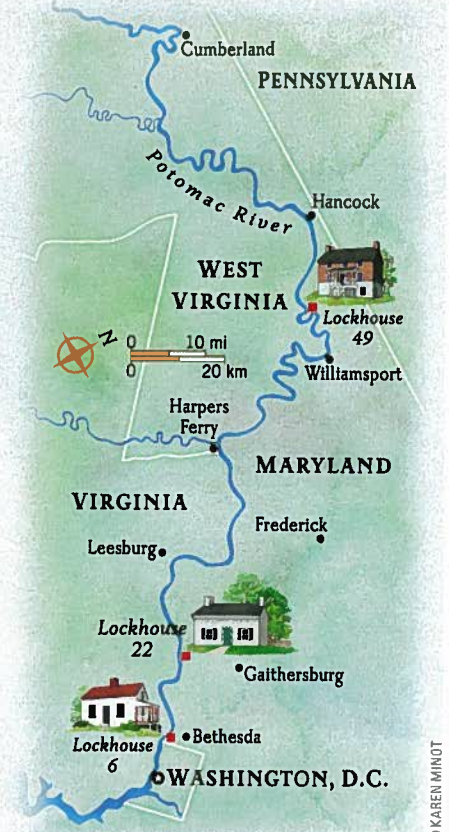 Cumberland
PENNSYLVANIA
Potomac River
Hancock
WEST
VIRGINIA
Lockhouse
49
N
0 10 mi
0 20 km
Williamsport
Harpers
Ferry
MARYLAND
VIRGINIA
Frederick
Leesburg
Lockhouse
22
Gaithersburg
Lockhouse
6
Bethesda
WASHINGTON, D.C.
KAREN MINOT